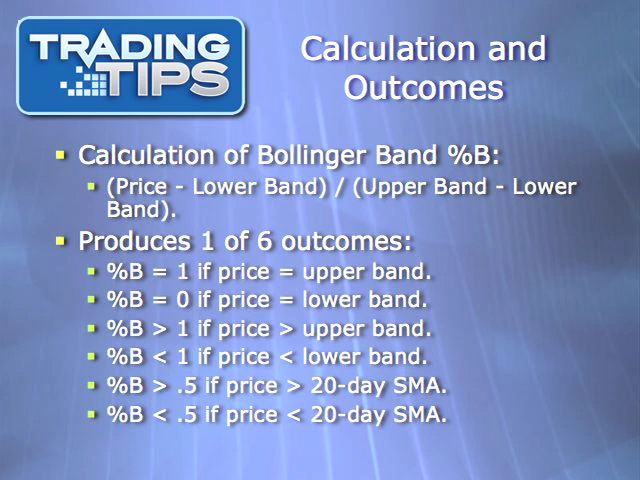 TRADING
TIPS
Calculation and
Outcomes
Calculation of Bollinger Band %B:
(Price - Lower Band) / (Upper Band - Lower
Band).
Produces 1 of 6 outcomes:
%B = 1 if price = upper band.
%B = 0 if price = lower band.
%B > 1 if price > upper band.
%B < 1 if price < lower band.
%B > .5 if price > 20-day SMA.
%B < .5 if price < 20-day SMA.